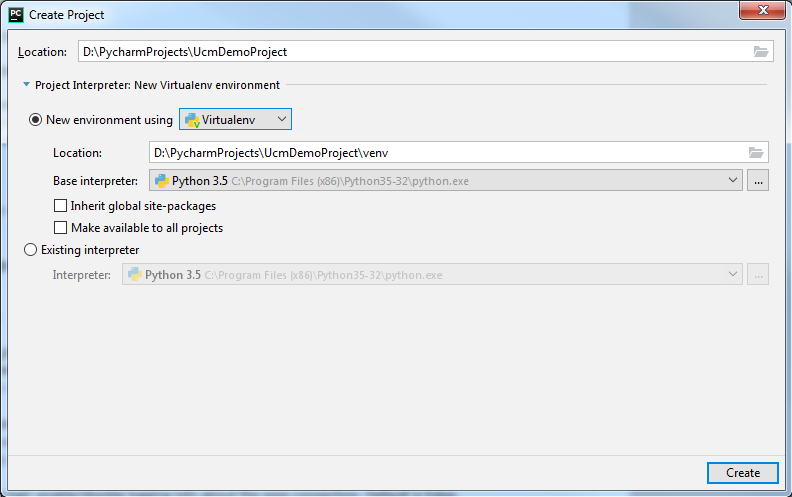 PC Create Project
Location: D:\PycharmProjects\UcmDemoProject
Project Interpreter: New Virtualenv environment
New environment using Virtualenv
Location: D:\PycharmProjects\UcmDemoProject\venv
Base interpreter: Python 3.5 C:\Program Files (x86)\Python35-32\python.exe ...
Inherit global site-packages
Make available to all projects
Existing interpreter
Interpreter: Python 3.5 C:\Program Files (x86)\Python35-32\python.exe ...
Create